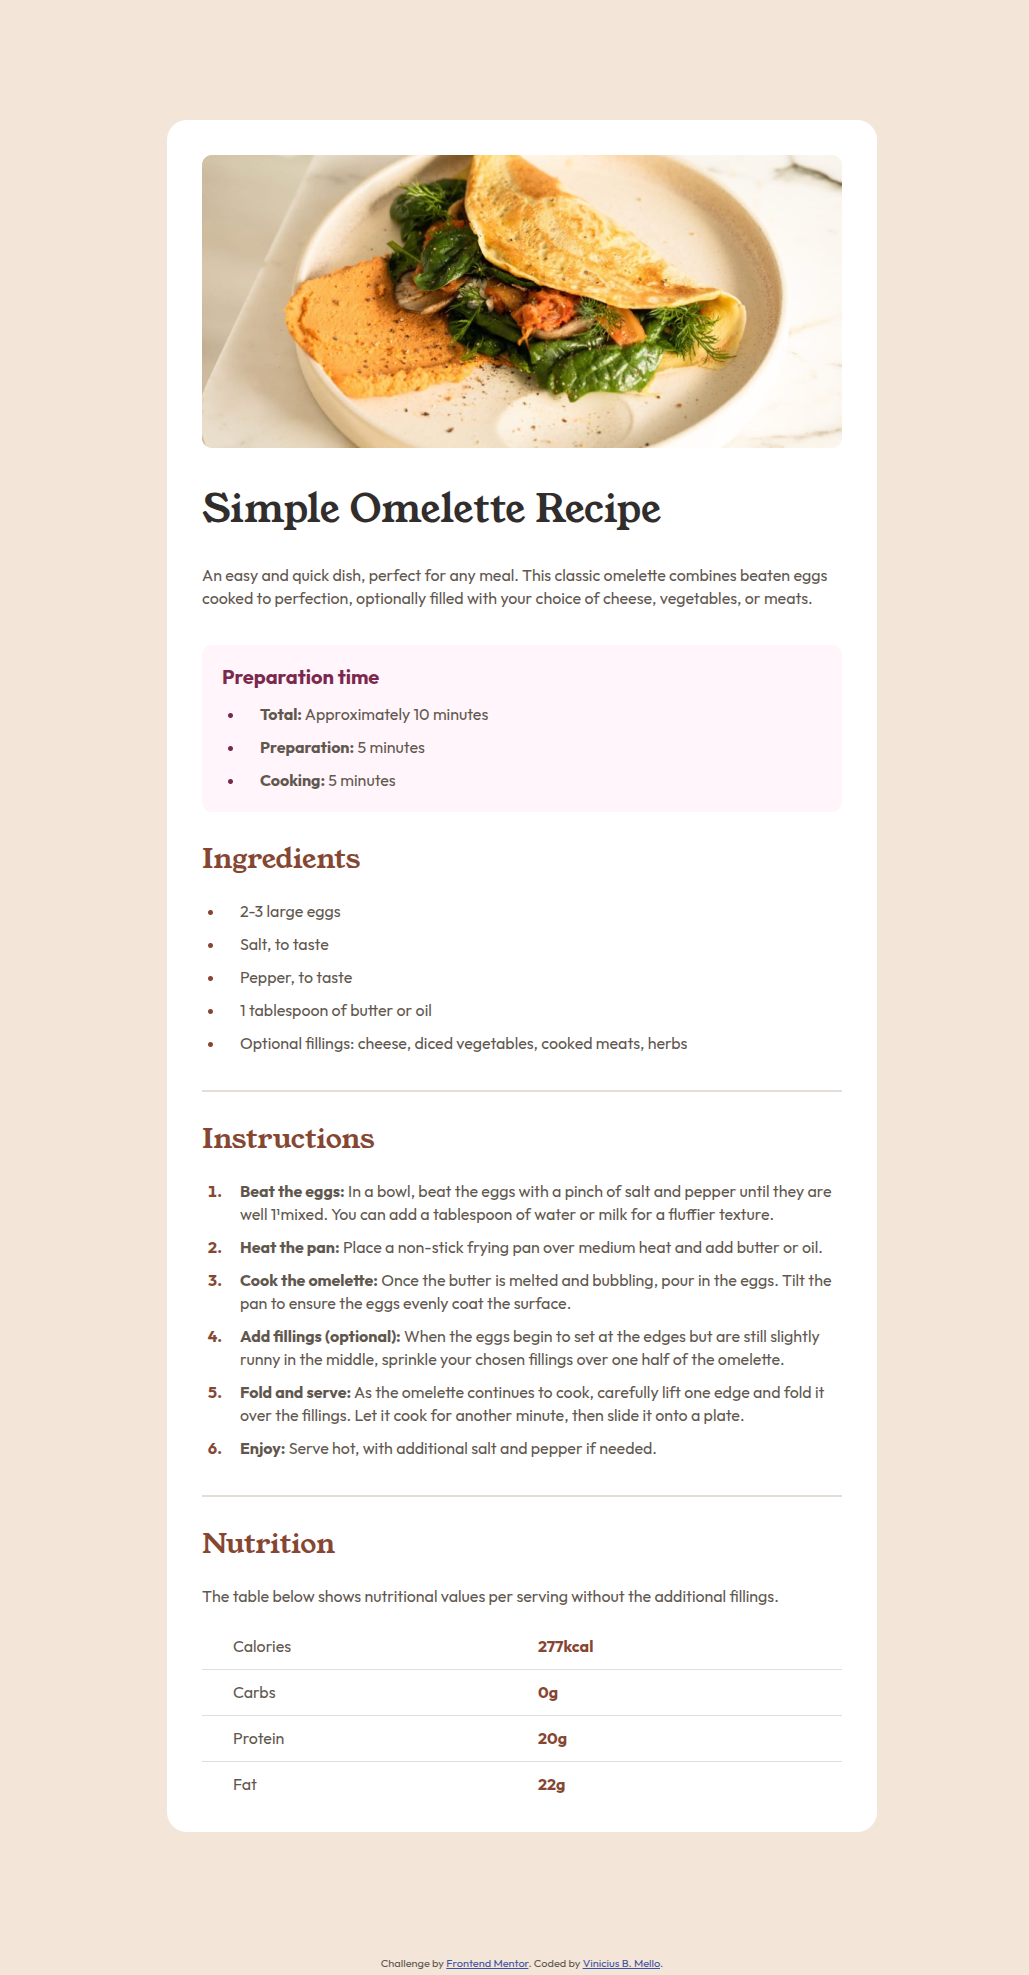 Simple Omelette Recipe
An easy and quick dish, perfect for any meal. This classic omelette combines beaten eggs
cooked to perfection, optionally filled with your choice of cheese, vegetables, or meats.
Preparation time
• Total: Approximately 10 minutes
• Preparation: 5 minutes
• Cooking: 5 minutes
Ingredients
• 2-3 large eggs
• Salt, to taste
• Pepper, to taste
• 1 tablespoon of butter or oil
• Optional fillings: cheese, diced vegetables, cooked meats, herbs
Instructions
1. Beat the eggs: In a bowl, beat the eggs with a pinch of salt and pepper until they are
well 1'mixed. You can add a tablespoon of water or milk for a fluffier texture.
2. Heat the pan: Place a non-stick frying pan over medium heat and add butter or oil.
3. Cook the omelette: Once the butter is melted and bubbling, pour in the eggs. Tilt the
pan to ensure the eggs evenly coat the surface.
4. Add fillings (optional): When the eggs begin to set at the edges but are still slightly
runny in the middle, sprinkle your chosen fillings over one half of the omelette.
5. Fold and serve: As the omelette continues to cook, carefully lift one edge and fold it
over the fillings. Let it cook for another minute, then slide it onto a plate.
6. Enjoy: Serve hot, with additional salt and pepper if needed.
Nutrition
The table below shows nutritional values per serving without the additional fillings.
Calories 277kcal
Carbs 0g
Protein 20g
Fat 22g
Challenge by Frontend Mentor. Coded by Vinicius B. Mello.